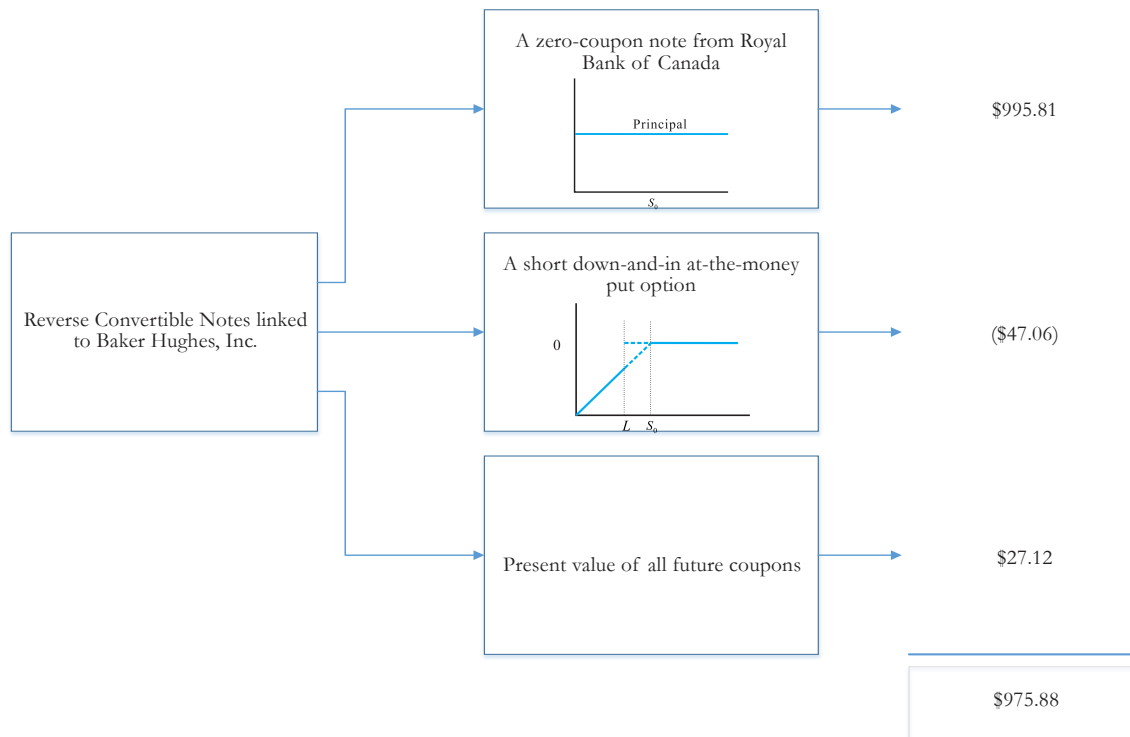 A zero-coupon note from Royal
Bank of Canada
Principal
S₀
$995.81
Reverse Convertible Notes linked
to Baker Hughes, Inc.
A short down-and-in at-the-money
put option
0
L S₀
($47.06)
Present value of all future coupons
$27.12
$975.88